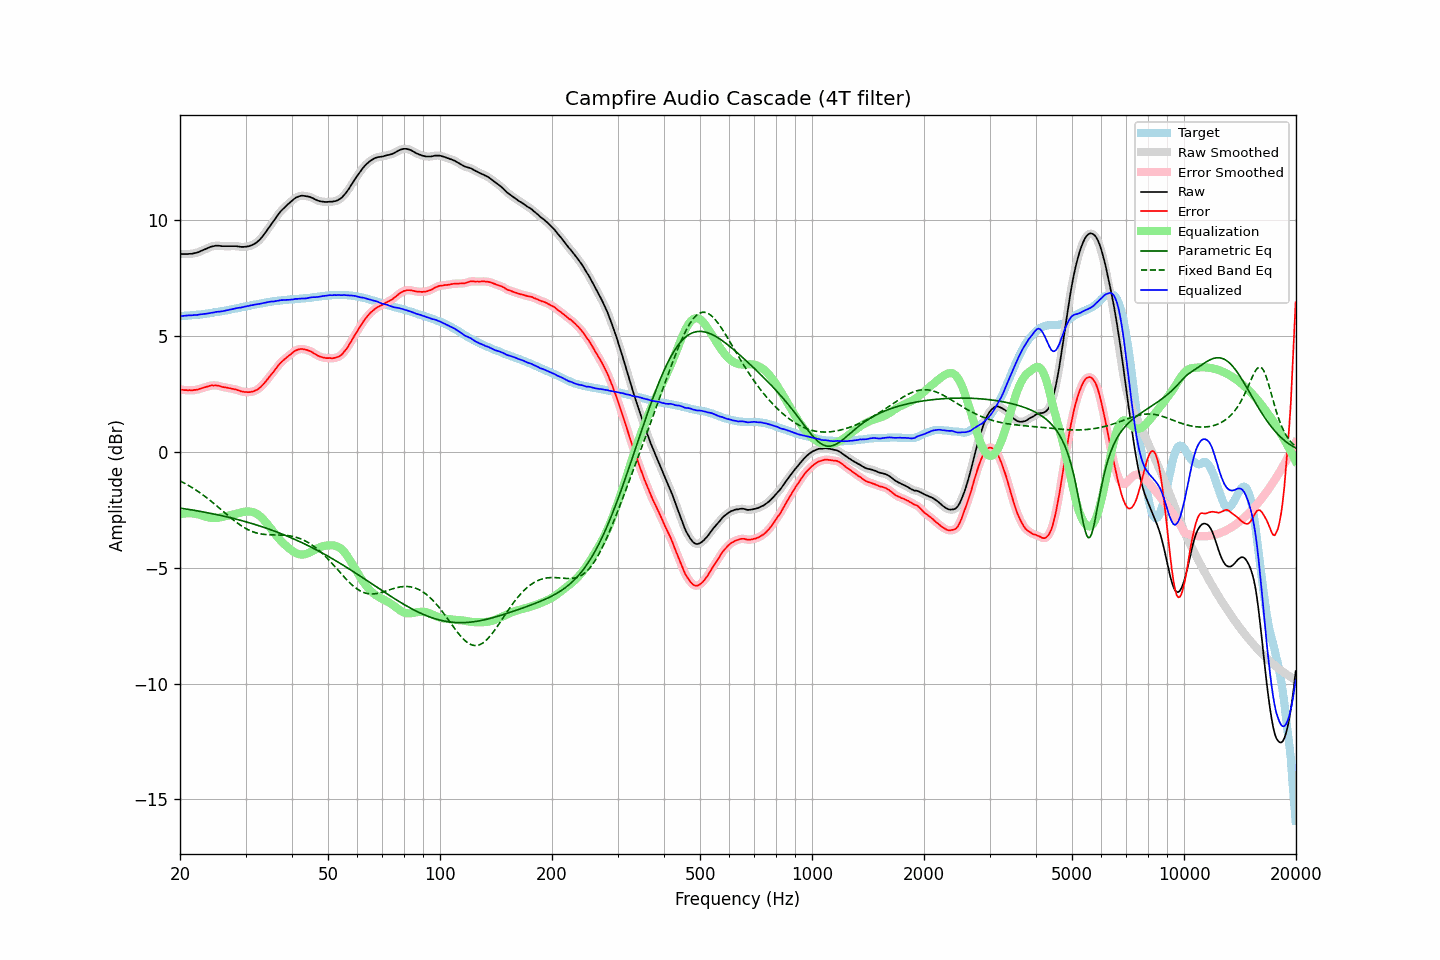 Campfire Audio Cascade (4T filter)
Target
Raw Smoothed
Error Smoothed
Raw
Error
Equalization
Parametric Eq
Fixed Band Eq
Equalized
Amplitude (dBr)
10
5
0
−5
−10
−15
20 50 100 200 500 1000 2000 5000 10000 20000
Frequency (Hz)